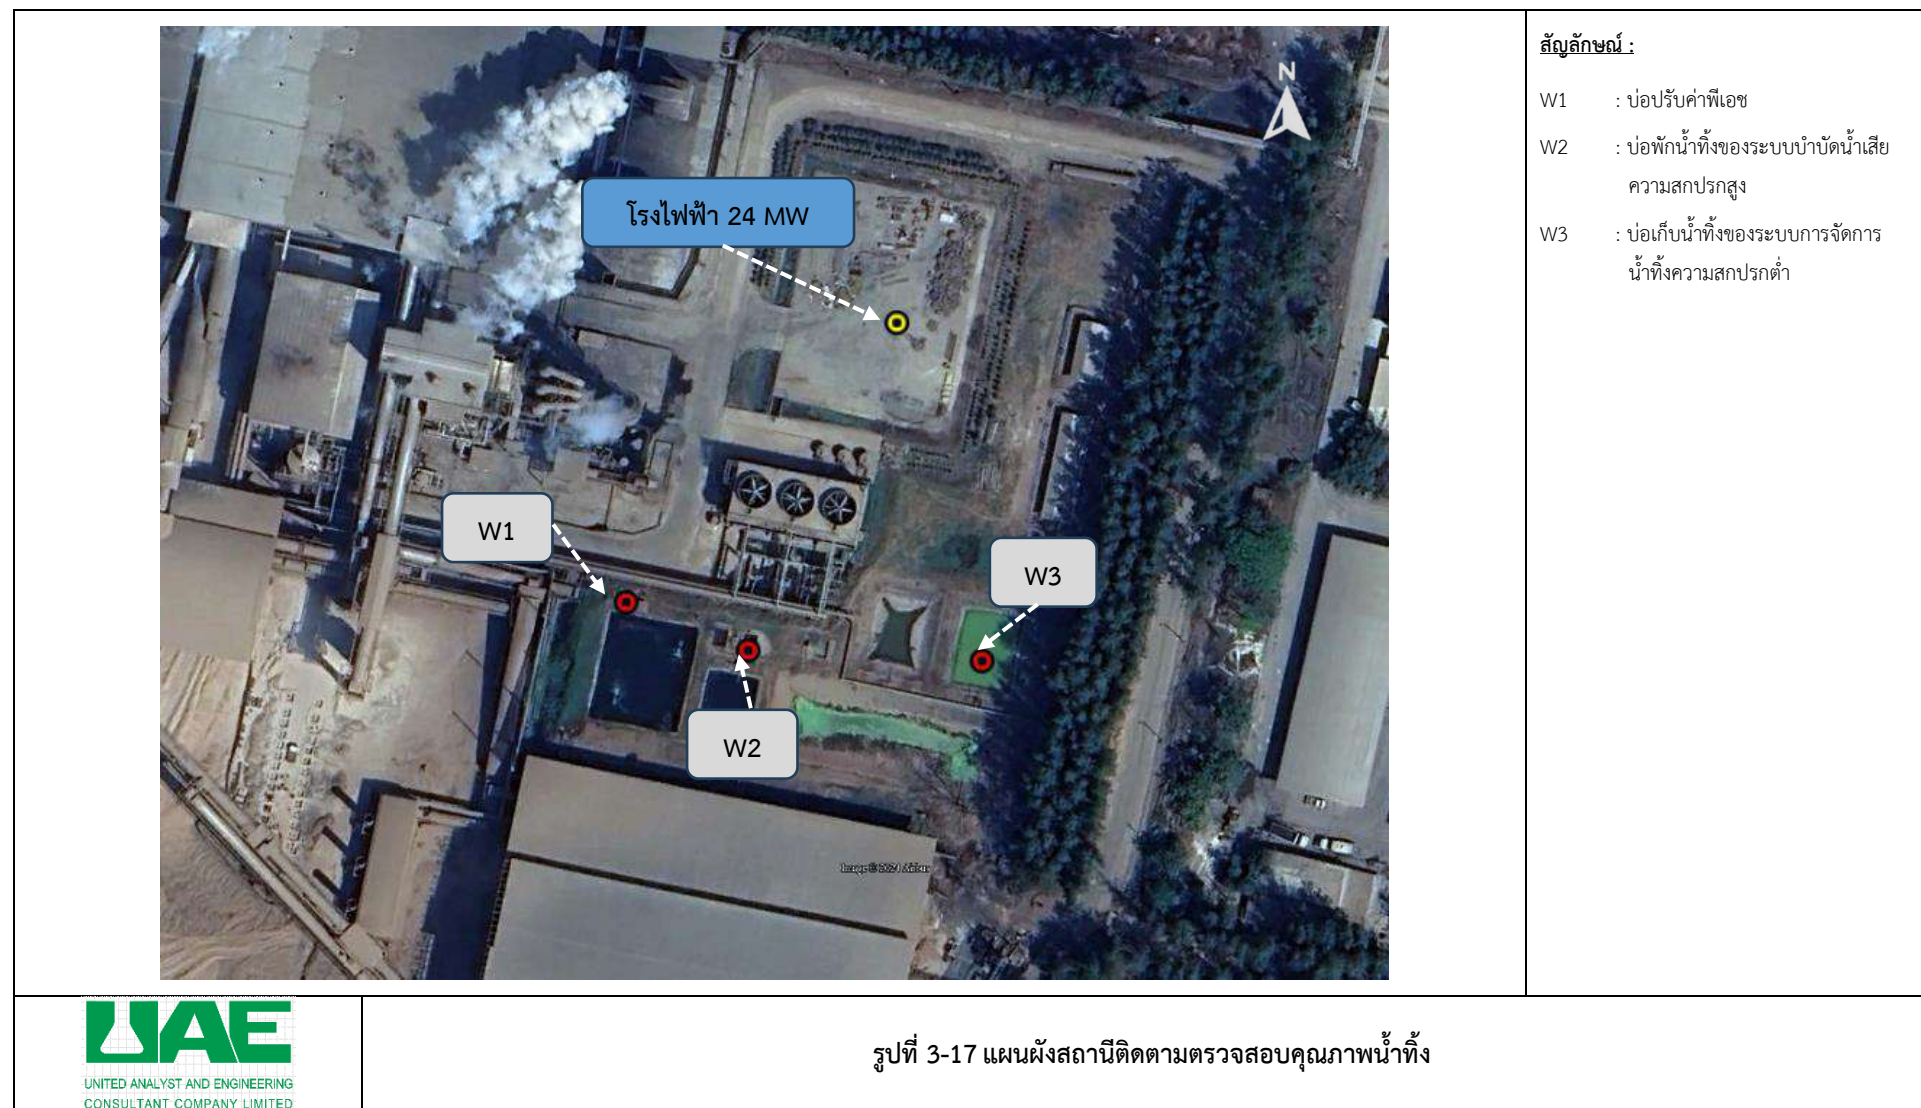 สัญลักษณ์ :
W1 : บ่อปรับค่าพีเอช
W2 : บ่อพักน้ำทิ้งของระบบบำบัดน้ำเสีย
ความสกปรกสูง
W3 : บ่อเก็บน้ำทิ้งของระบบการจัดการ
น้ำทิ้งความสกปรกต่ำ
N
โรงไฟฟ้า 24 MW
W1
W3
W2
Image © 2024 Airbus
UAE
UNITED ANALYST AND ENGINEERING
CONSULTANT COMPANY LIMITED
รูปที่ 3-17 แผนผังสถานีติดตามตรวจสอบคุณภาพน้ำทิ้ง